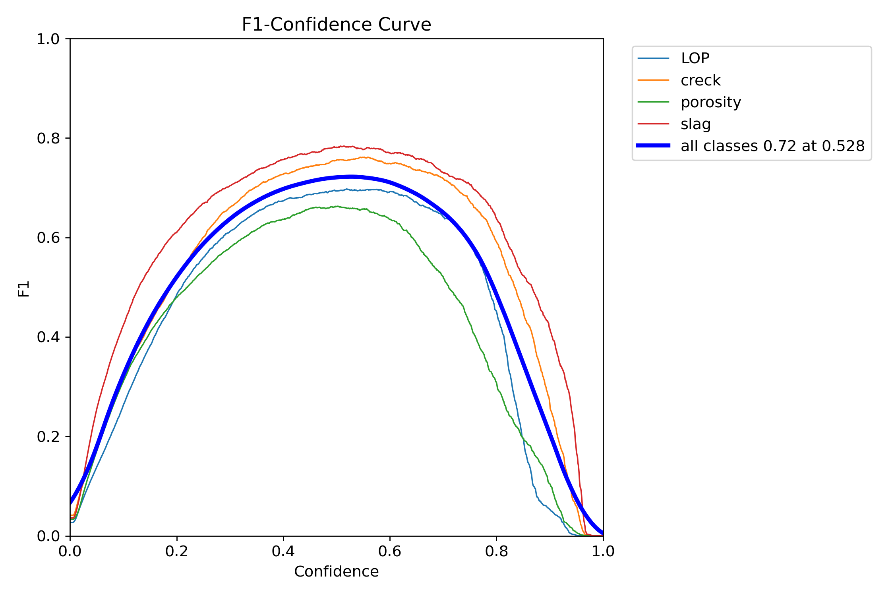 F1-Confidence Curve
LOP
creck
porosity
slag
all classes 0.72 at 0.528
1.0
0.8
0.6
0.4
0.2
0.0
F1
0.0 0.2 0.4 0.6 0.8 1.0
Confidence